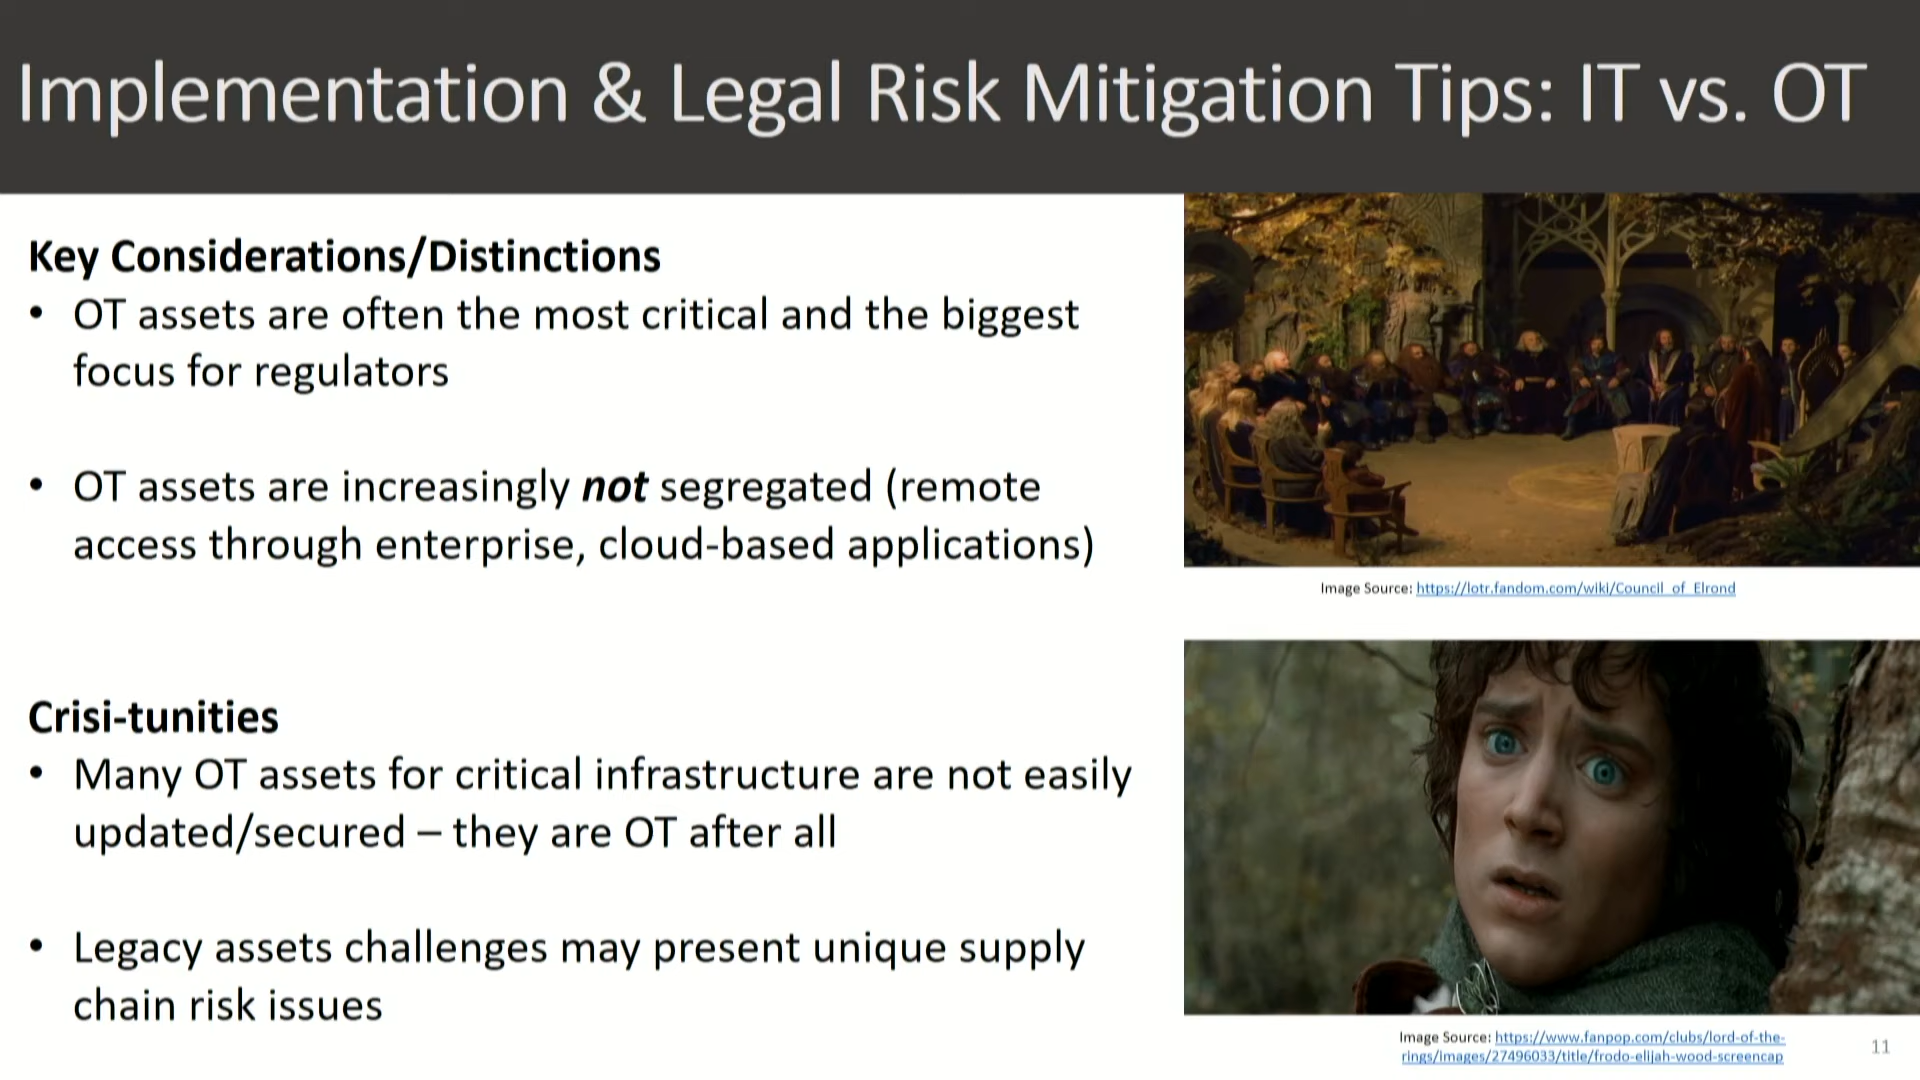 Implementation & Legal Risk Mitigation Tips: IT vs. OT
Key Considerations/Distinctions
• OT assets are often the most critical and the biggest
focus for regulators
• OT assets are increasingly not segregated (remote
access through enterprise, cloud-based applications)
Crisi-tunities
• Many OT assets for critical infrastructure are not easily
updated/secured – they are OT after all
• Legacy assets challenges may present unique supply
chain risk issues
Image Source: https://lotr.fandom.com/wiki/Council_of_Elrond
Image Source: https://www.fanpop.com/clubs/lord-of-the-
rings/images/27496033/title/frodo-elijah-wood-screencap
11